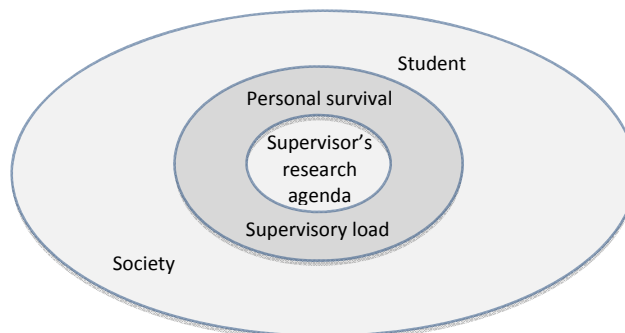 Student
Personal survival
Supervisor’s
research
agenda
Supervisory load
Society